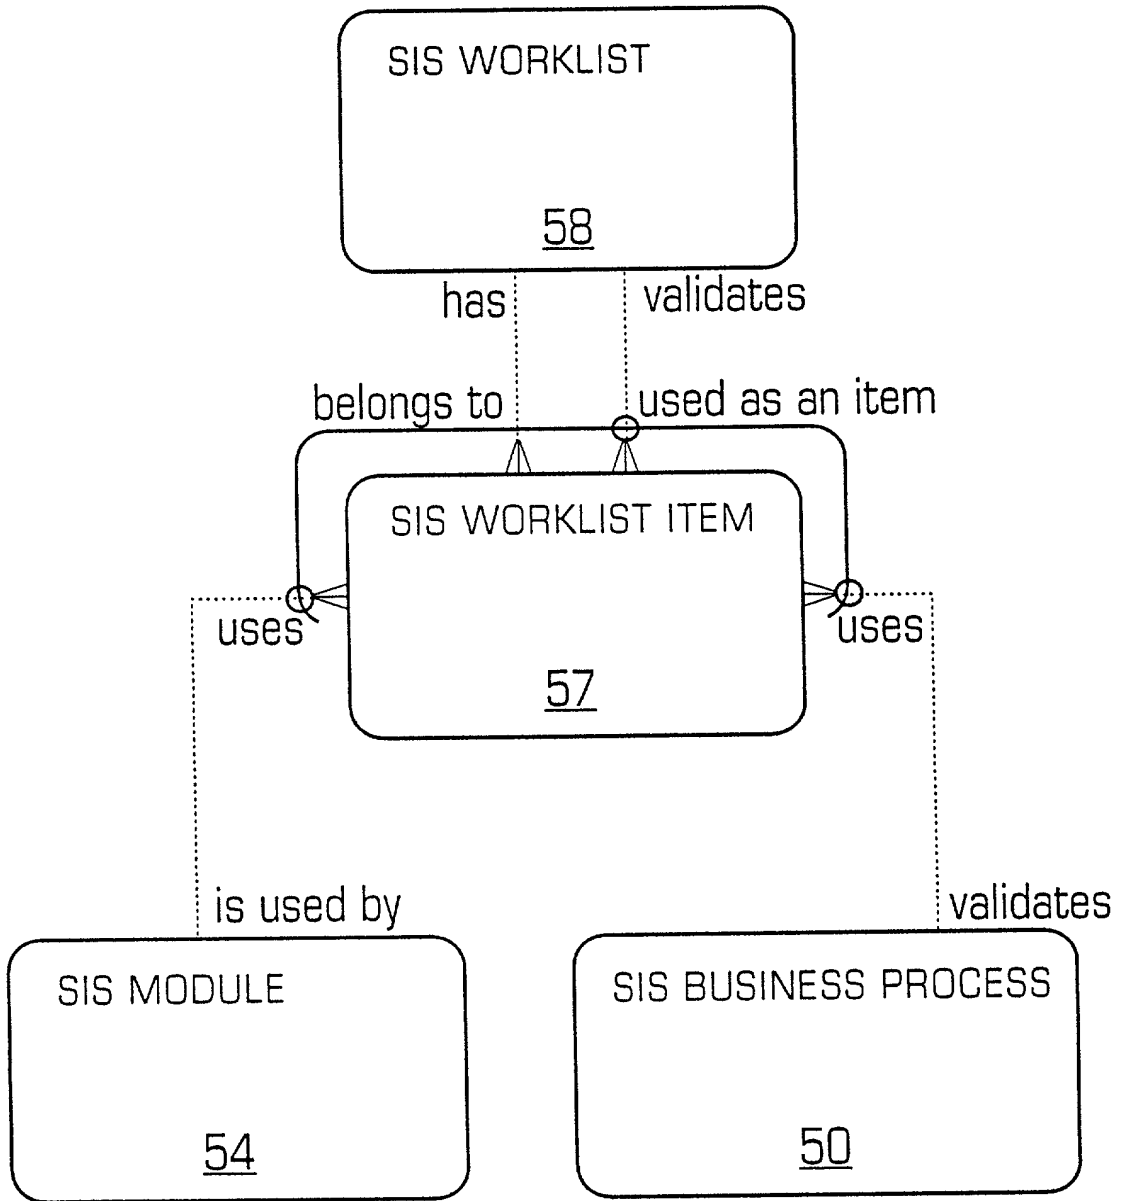 SIS WORKLIST
58
has
validates
belongs to
used as an item
SIS WORKLIST ITEM
uses
uses
57
is used by
validates
SIS MODULE
SIS BUSINESS PROCESS
54
50